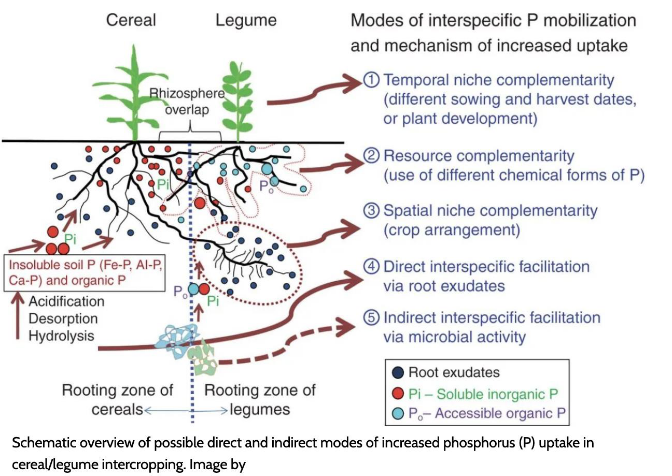 Cereal
Legume
Modes of interspecific P mobilization
and mechanism of increased uptake
Rhizosphere
overlap
① Temporal niche complementarity
(different sowing and harvest dates,
or plant development)
② Resource complementarity
(use of different chemical forms of P)
③ Spatial niche complementarity
(crop arrangement)
④ Direct interspecific facilitation
via root exudates
⑤ Indirect interspecific facilitation
via microbial activity
Pi
Po
Pi
Insoluble soil P (Fe-P, Al-P,
Ca-P) and organic P
Acidification
Desorption
Hydrolysis
Po
Pi
Rooting zone of
cereals
Rooting zone of
legumes
Root exudates
Pi – Soluble inorganic P
Po– Accessible organic P
Schematic overview of possible direct and indirect modes of increased phosphorus (P) uptake in
cereal/legume intercropping. Image by